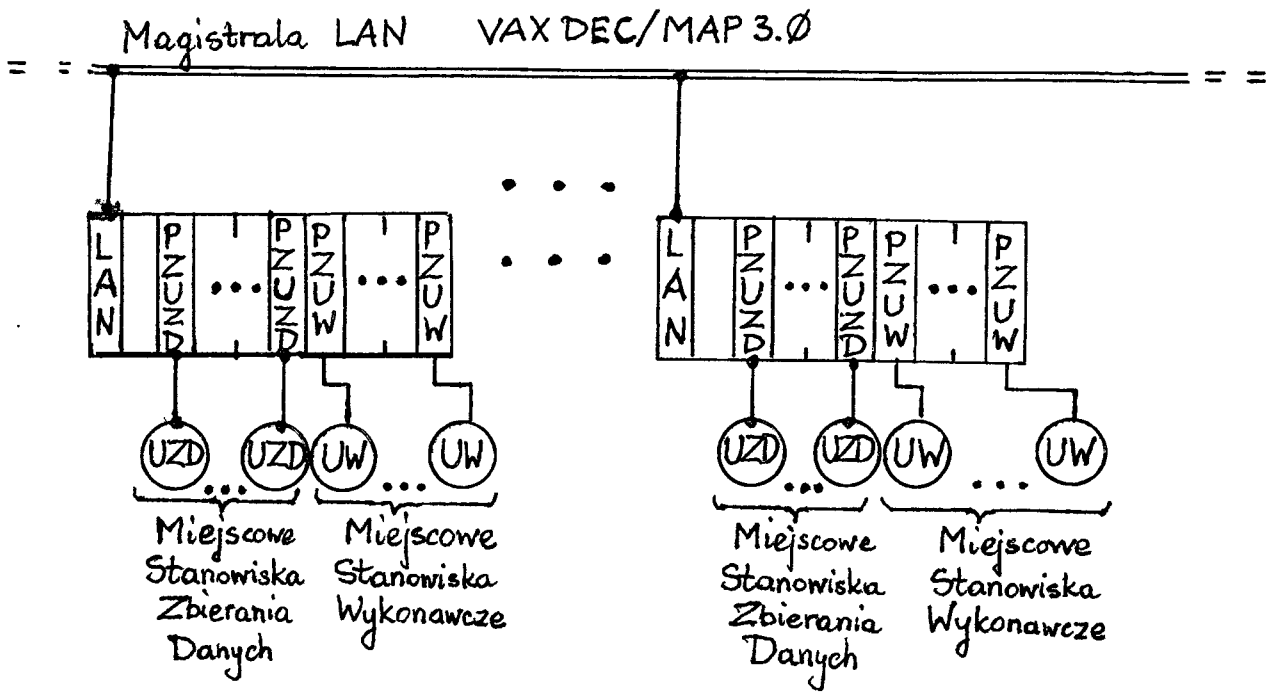 Magistrala LAN VAX DEC/MAP 3.0
LAN PZUZD ... PZUZD PZUW ... PZUW
LAN PZUZD ... PZUZD PZUW ... PZUW
UZD UZD UW UW
UZD UZD UW UW
Miejscowe
Stanowiska
Zbierania
Danych
Miejscowe
Stanowiska
Wykonawcze
Miejscowe
Stanowiska
Zbierania
Danych
Miejscowe
Stanowiska
Wykonawcze